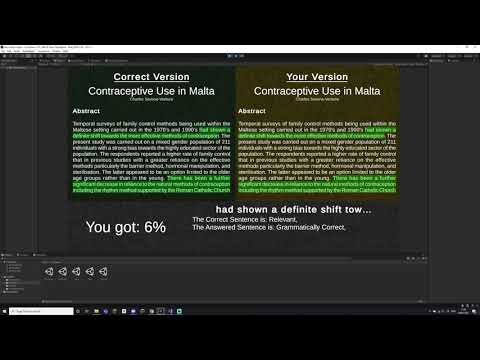 Correct Version
Contraceptive Use in Malta
Charles Savona-Ventura
Abstract
Temporal surveys of family control methods being used within the
Maltese setting carried out in the 1970's and 1990's had shown a
definite shift towards the more effective methods of contraception. The
present study was carried out on a mixed gender population of 211
individuals with a strong bias towards the highly educated sector of the
population. The respondents reported a higher rate of family control
that in previous studies with a greater reliance on the effective
methods particularly the barrier method, hormonal manipulation, and
sterilisation. The latter appeared to be an option limited to the older
age groups rather than in the young. There has been a further
significant decrease in reliance to the natural methods of contraception
including the rhythm method supported by the Roman Catholic Church
Your Version
Contraceptive Use in Malta
Charles Savona-Ventura
Abstract
Temporal surveys of family control methods being used within the
Maltese setting carried out in the 1970's and 1990's had shown a
definite shift towards the more effective methods of contraception. The
present study was carried out on a mixed gender population of 211
individuals with a strong bias towards the highly educated sector of the
population. The respondents reported a higher rate of family control
that in previous studies with a greater reliance on the effective
methods particularly the barrier method, hormonal manipulation, and
sterilisation. The latter appeared to be an option limited to the older
age groups rather than in the young. There has been a further
significant decrease in reliance to the natural methods of contraception
including the rhythm method supported by the Roman Catholic Church
You got: 6%
had shown a definite shift tow...
The Correct Sentence is: Relevant,
The Answered Sentence is: Grammatically Correct,